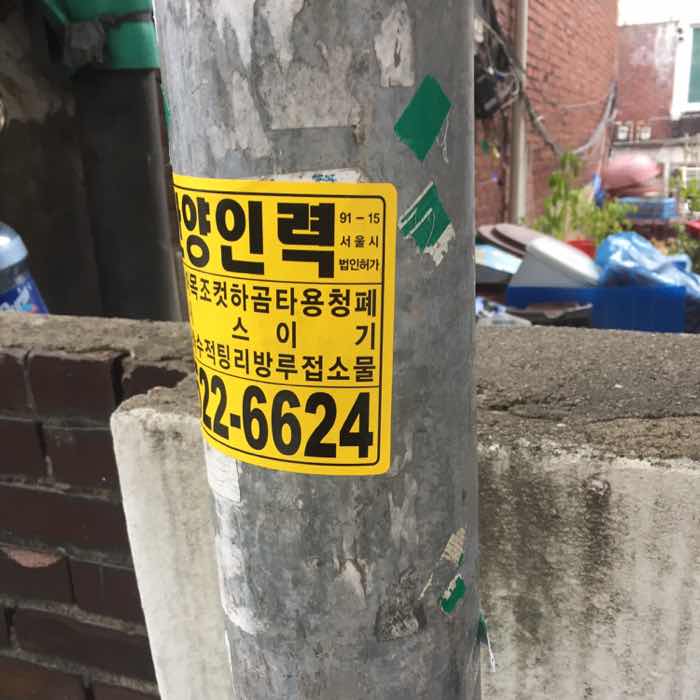 양인력
91-15
서울시
법인허가
목조컷하곰타용청폐
스이기
수적팅리방루접소물
22-6624